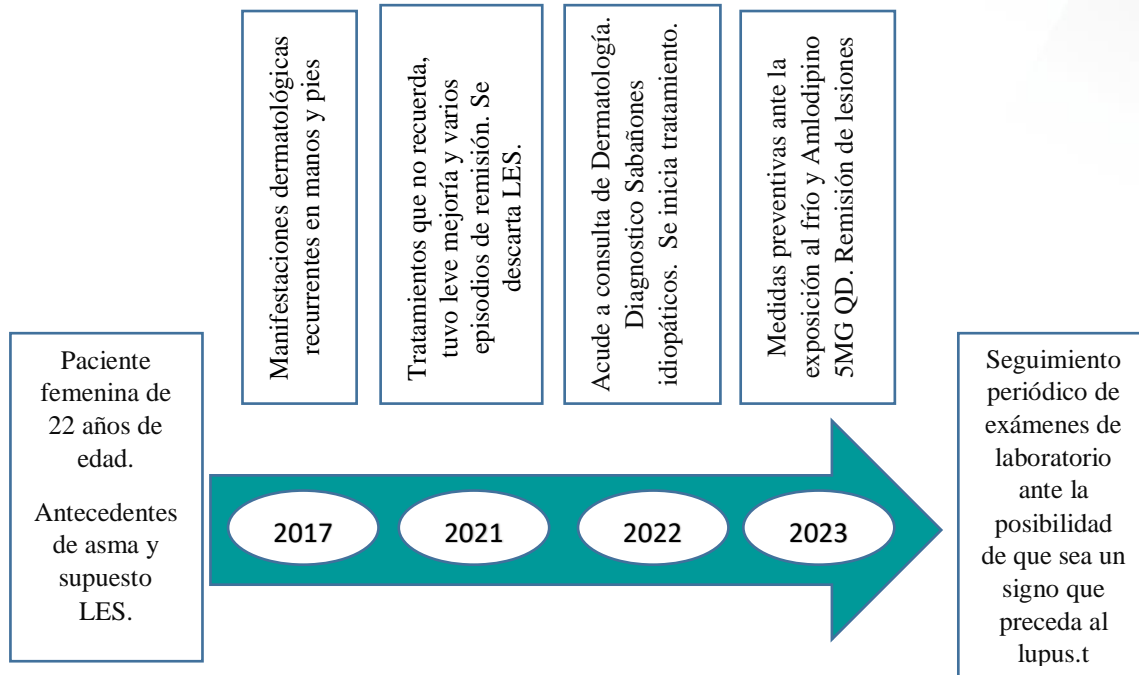 Paciente
femenina de
22 años de
edad.
Antecedentes
de asma y
supuesto
LES.
Manifestaciones dermatológicas
recurrentes en manos y pies
Tratamientos que no recuerda,
tuvo leve mejoría y varios
episodios de remisión. Se
descarta LES.
Acude a consulta de Dermatología.
Diagnostico Sabañones
idiopáticos. Se inicia tratamiento.
Medidas preventivas ante la
exposición al frío y Amlodipino
5MG QD. Remisión de lesiones
2017
2021
2022
2023
Seguimiento
periódico de
exámenes de
laboratorio
ante la
posibilidad
de que sea un
signo que
preceda al
lupus.t